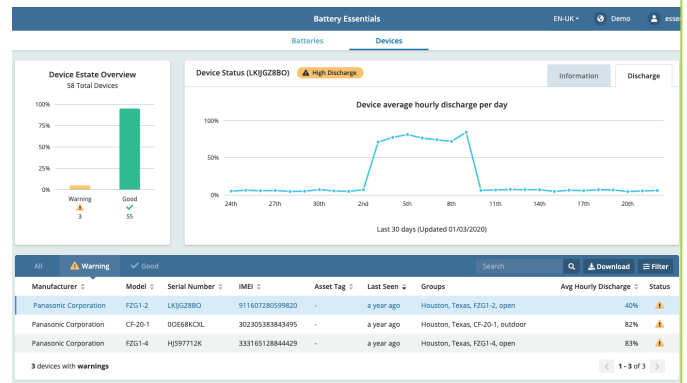 Battery Essentials
EN-UK
Demo
esse
Batteries
Devices
Device Estate Overview
58 Total Devices
100%
75%
50%
25%
0%
Warning
3
Good
55
Device Status (LKIJGZ8BO)
High Discharge
Information
Discharge
Device average hourly discharge per day
100%
50%
0%
24th 27th 30th 2nd 5th 8th 11th 14th 17th 20th
Last 30 days (Updated 01/03/2020)
All Warning Good Search Download Filter
Manufacturer Model Serial Number IMEI Asset Tag Last Seen Groups Avg Hourly Discharge Status
Panasonic Corporation FZG1-2 LKIJGZ8BO 911607280599820 - a year ago Houston, Texas, FZG1-2, open 40%
Panasonic Corporation CF-20-1 0OE68KCXL 302305383843495 - a year ago Houston, Texas, CF-20-1, outdoor 82%
Panasonic Corporation FZG1-4 HJS97712K 333165128844429 - a year ago Houston, Texas, FZG1-4, open 83%
3 devices with warnings
1 - 3 of 3